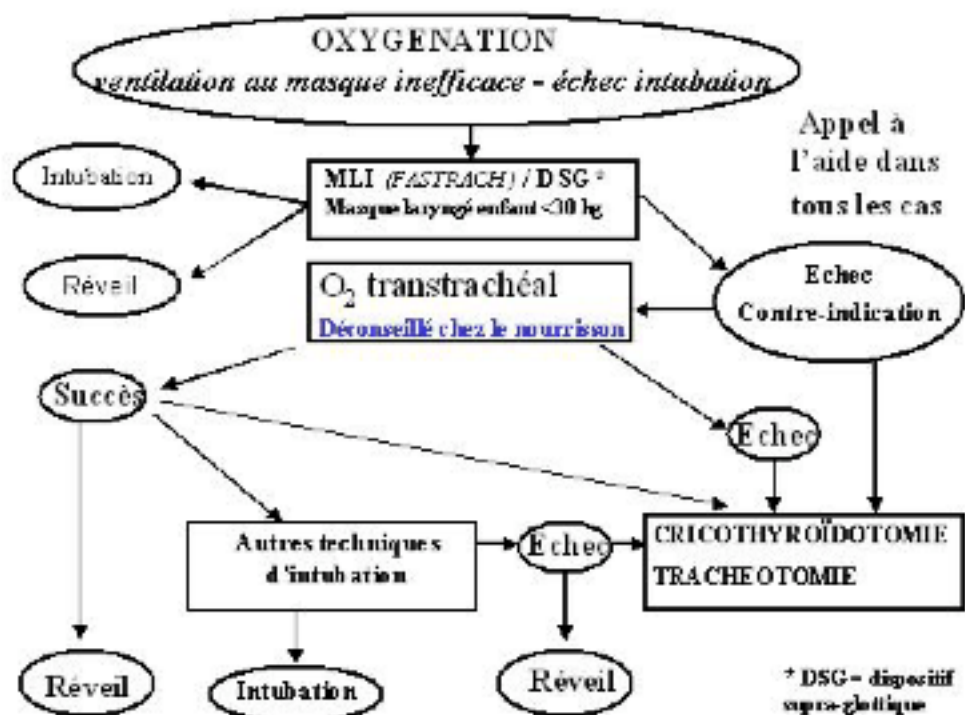 OXYGENATION
ventilation au masque inefficace - échec intubation
Appel à
l'aide dans
tous les cas
Intubation
MLI (FASTRACH) / DSG *
Masque laryngé enfant <30 kg
Réveil
O₂ transtrachéal
Déconseillé chez le nourrisson
Echec
Contre-indication
Succès
Echec
Autres techniques
d'intubation
Echec
CRICOTHYROÏDOTOMIE
TRACHEOTOMIE
Réveil
Intubation
Réveil
* DSG = dispositif
supra-glottique